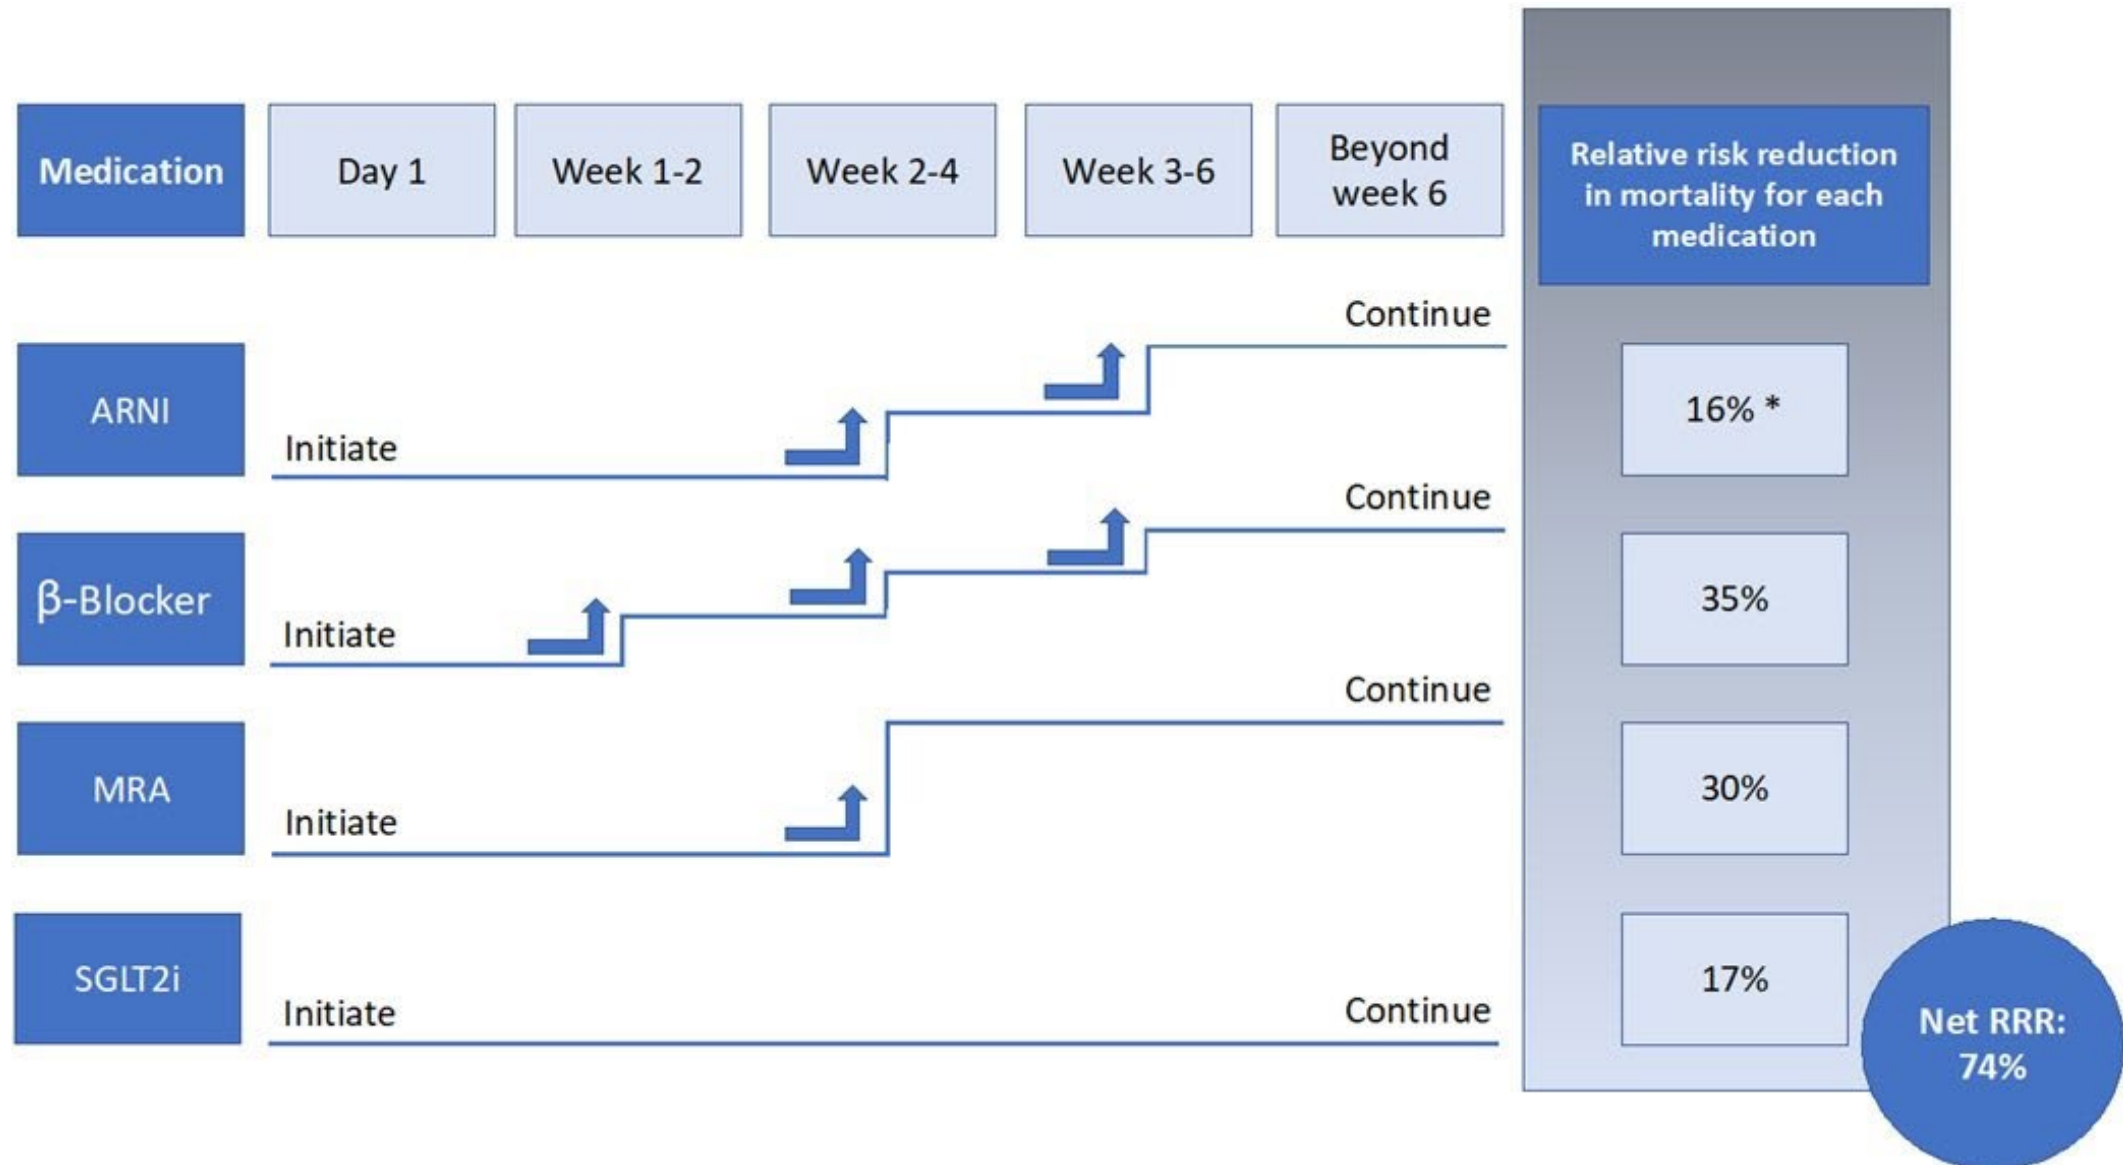 Medication
Day 1
Week 1-2
Week 2-4
Week 3-6
Beyond
week 6
Relative risk reduction
in mortality for each
medication
ARNI
Initiate
Continue
16% *
β-Blocker
Initiate
Continue
35%
MRA
Initiate
Continue
30%
SGLT2i
Initiate
Continue
17%
Net RRR:
74%